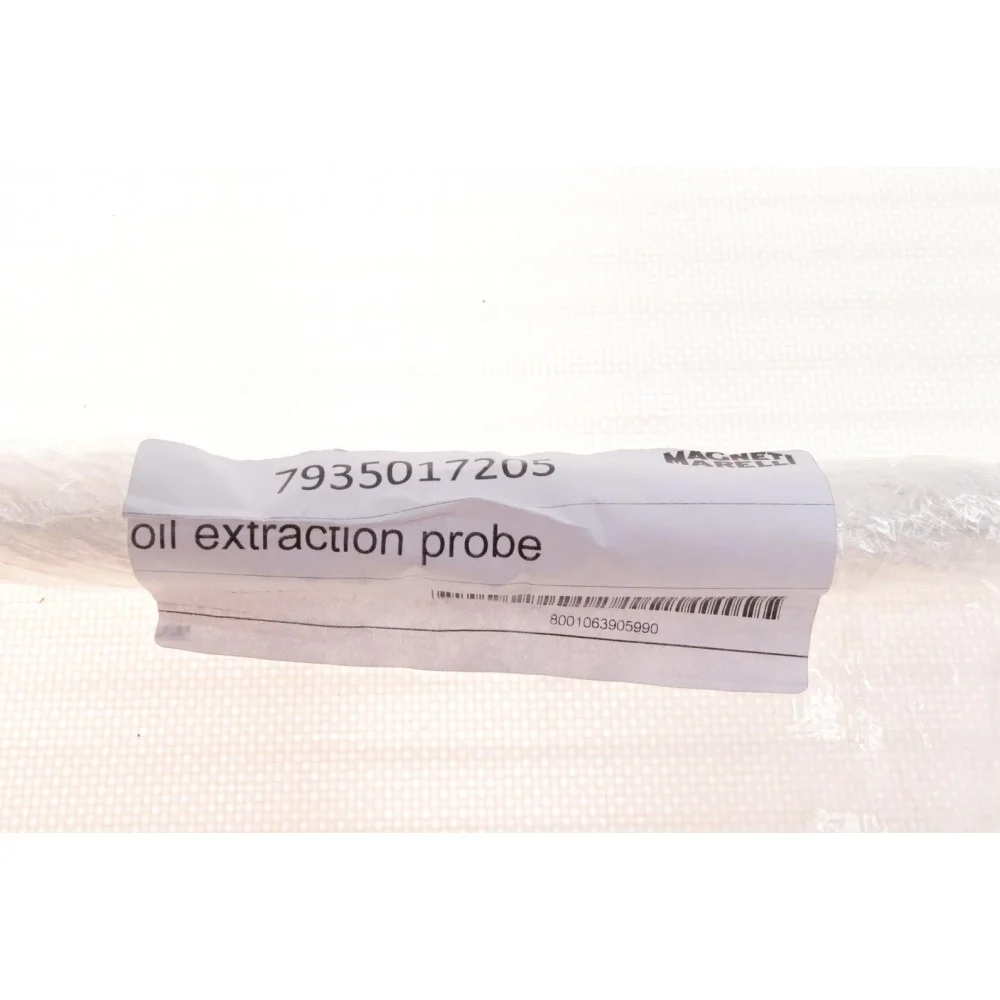 7935017205
MAGNETI
MARELLI
oil extraction probe
8001063905990